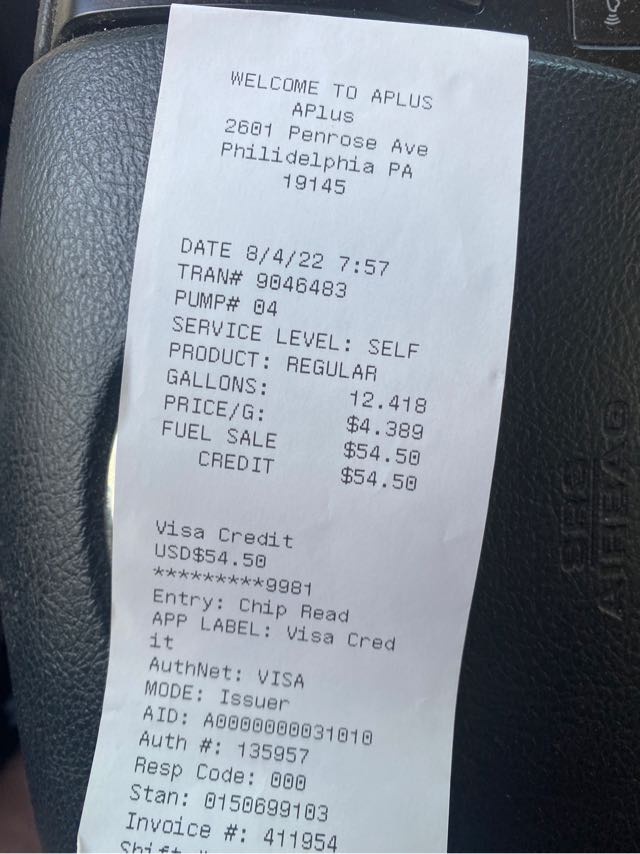 WELCOME TO APLUS
APlus
2601 Penrose Ave
Philidelphia PA
19145
DATE 8/4/22 7:57
TRAN# 9046483
PUMP# 04
SERVICE LEVEL: SELF
PRODUCT: REGULAR
GALLONS: 12.418
PRICE/G: $4.389
FUEL SALE $54.50
CREDIT $54.50
Visa Credit
USD$54.50
*********9981
Entry: Chip Read
APP LABEL: Visa Cred
it
AuthNet: VISA
MODE: Issuer
AID: A0000000031010
Auth #: 135957
Resp Code: 000
Stan: 0150699103
Invoice #: 411954
Shift #
SRS
AIRBAG